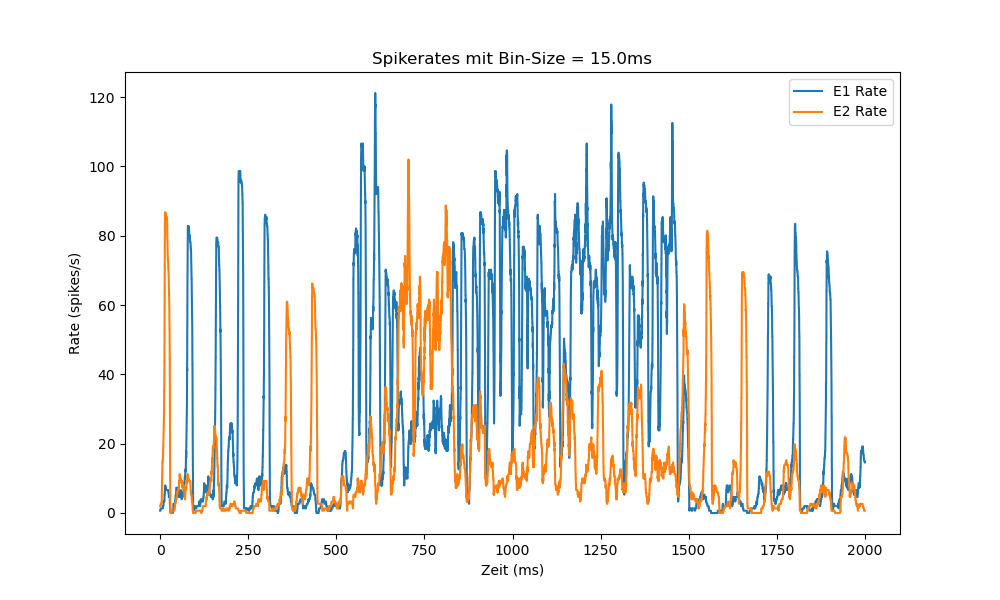 Spikerates mit Bin-Size = 15.0ms
E1 Rate
E2 Rate
Rate (spikes/s)
120
100
80
60
40
20
0
0 250 500 750 1000 1250 1500 1750 2000
Zeit (ms)